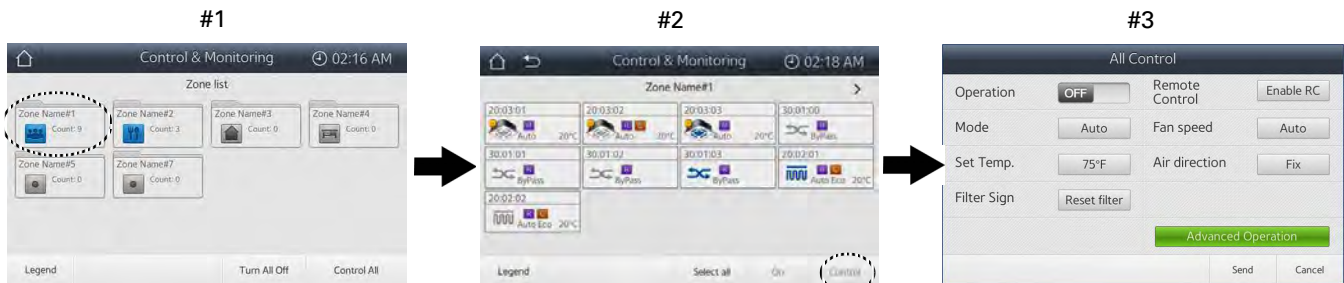 #1
Control & Monitoring
02:16 AM
Zone list
Zone Name#1
Count: 9
Zone Name#2
Count: 3
Zone Name#3
Count: 0
Zone Name#4
Count: 0
Zone Name#5
Count: 0
Zone Name#7
Count: 0
Legend
Turn All Off
Control All
#2
Control & Monitoring
02:18 AM
Zone Name#1
20:03:01
Auto
20°C
20:03:02
Auto
20°C
20:03:03
Auto
20°C
30:01:00
ByPass
30:01:01
ByPass
30:01:02
ByPass
30:01:03
ByPass
20:02:01
Auto Eco
20°C
20:02:02
Auto Eco
20°C
Legend
Select all
On
Control
#3
All Control
Operation
OFF
Remote
Control
Enable RC
Mode
Auto
Fan speed
Auto
Set Temp.
75°F
Air direction
Fix
Filter Sign
Reset filter
Advanced Operation
Send
Cancel